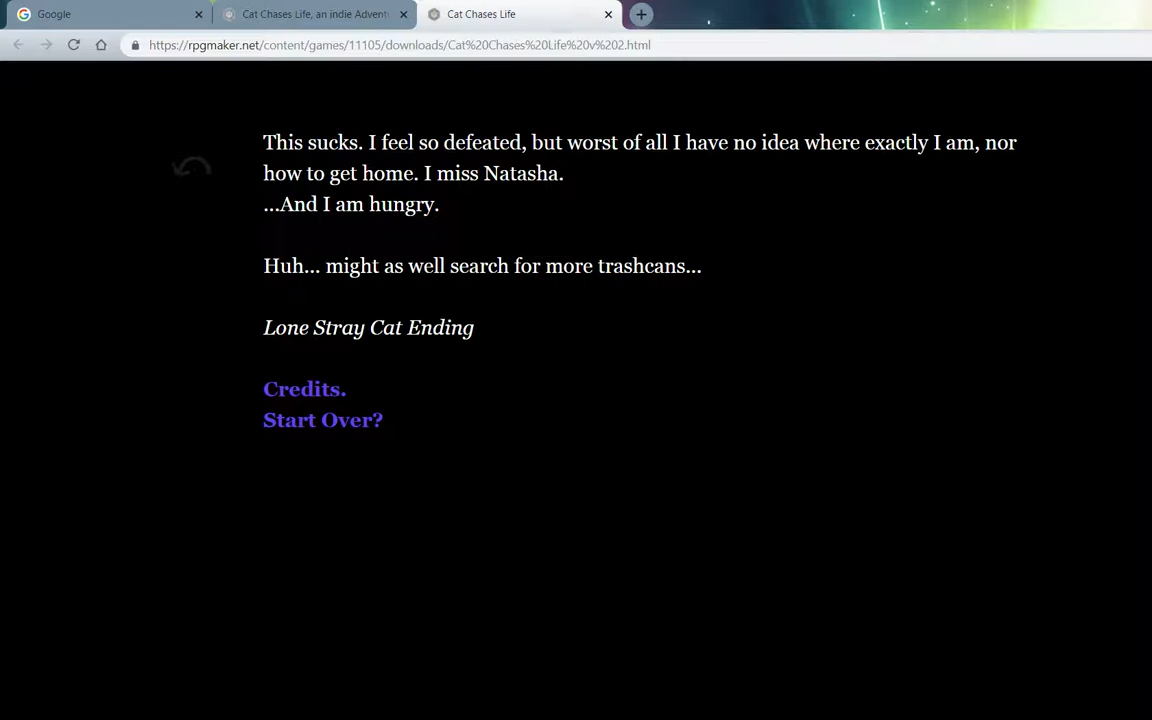 Google
Cat Chases Life, an indie Advent
Cat Chases Life
https://rpgmaker.net/content/games/11105/downloads/Cat%20Chases%20Life%20v%202.html
This sucks. I feel so defeated, but worst of all I have no idea where exactly I am, nor
how to get home. I miss Natasha.
...And I am hungry.
Huh... might as well search for more trashcans...
Lone Stray Cat Ending
Credits.
Start Over?